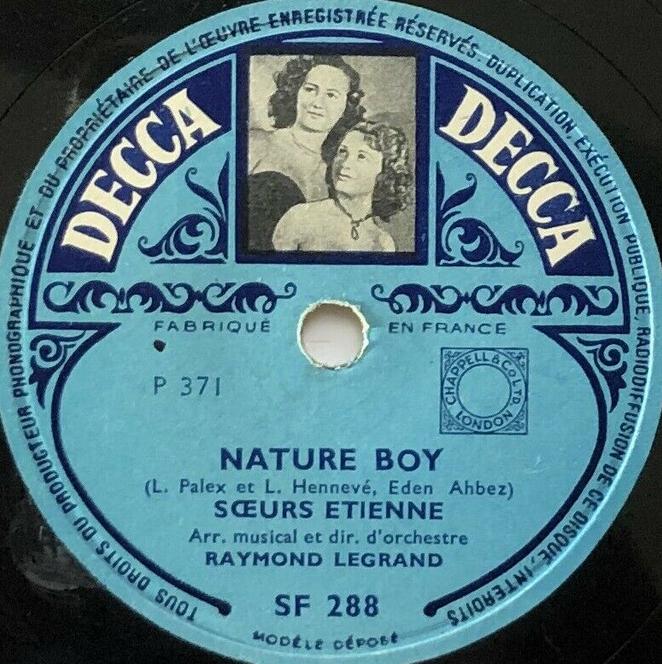 TOUS DROITS DU PRODUCTEUR PHONOGRAPHIQUE ET DU PROPRIÉTAIRE DE L'ŒUVRE ENREGISTRÉE RÉSERVÉS. DUPLICATION EXÉCUTION PUBLIQUE, RADIODIFFUSION DE CE DISQUE, INTERDITS
DECCA
DECCA
FABRIQUÉ EN FRANCE
P 371
CHAPPELL & CO LTD.
LONDON
NATURE BOY
(L. Palex et L. Hennevé, Eden Ahbez)
SŒURS ETIENNE
Arr. musical et dir. d'orchestre
RAYMOND LEGRAND
SF 288
MODÈLE DÉPOSÉ